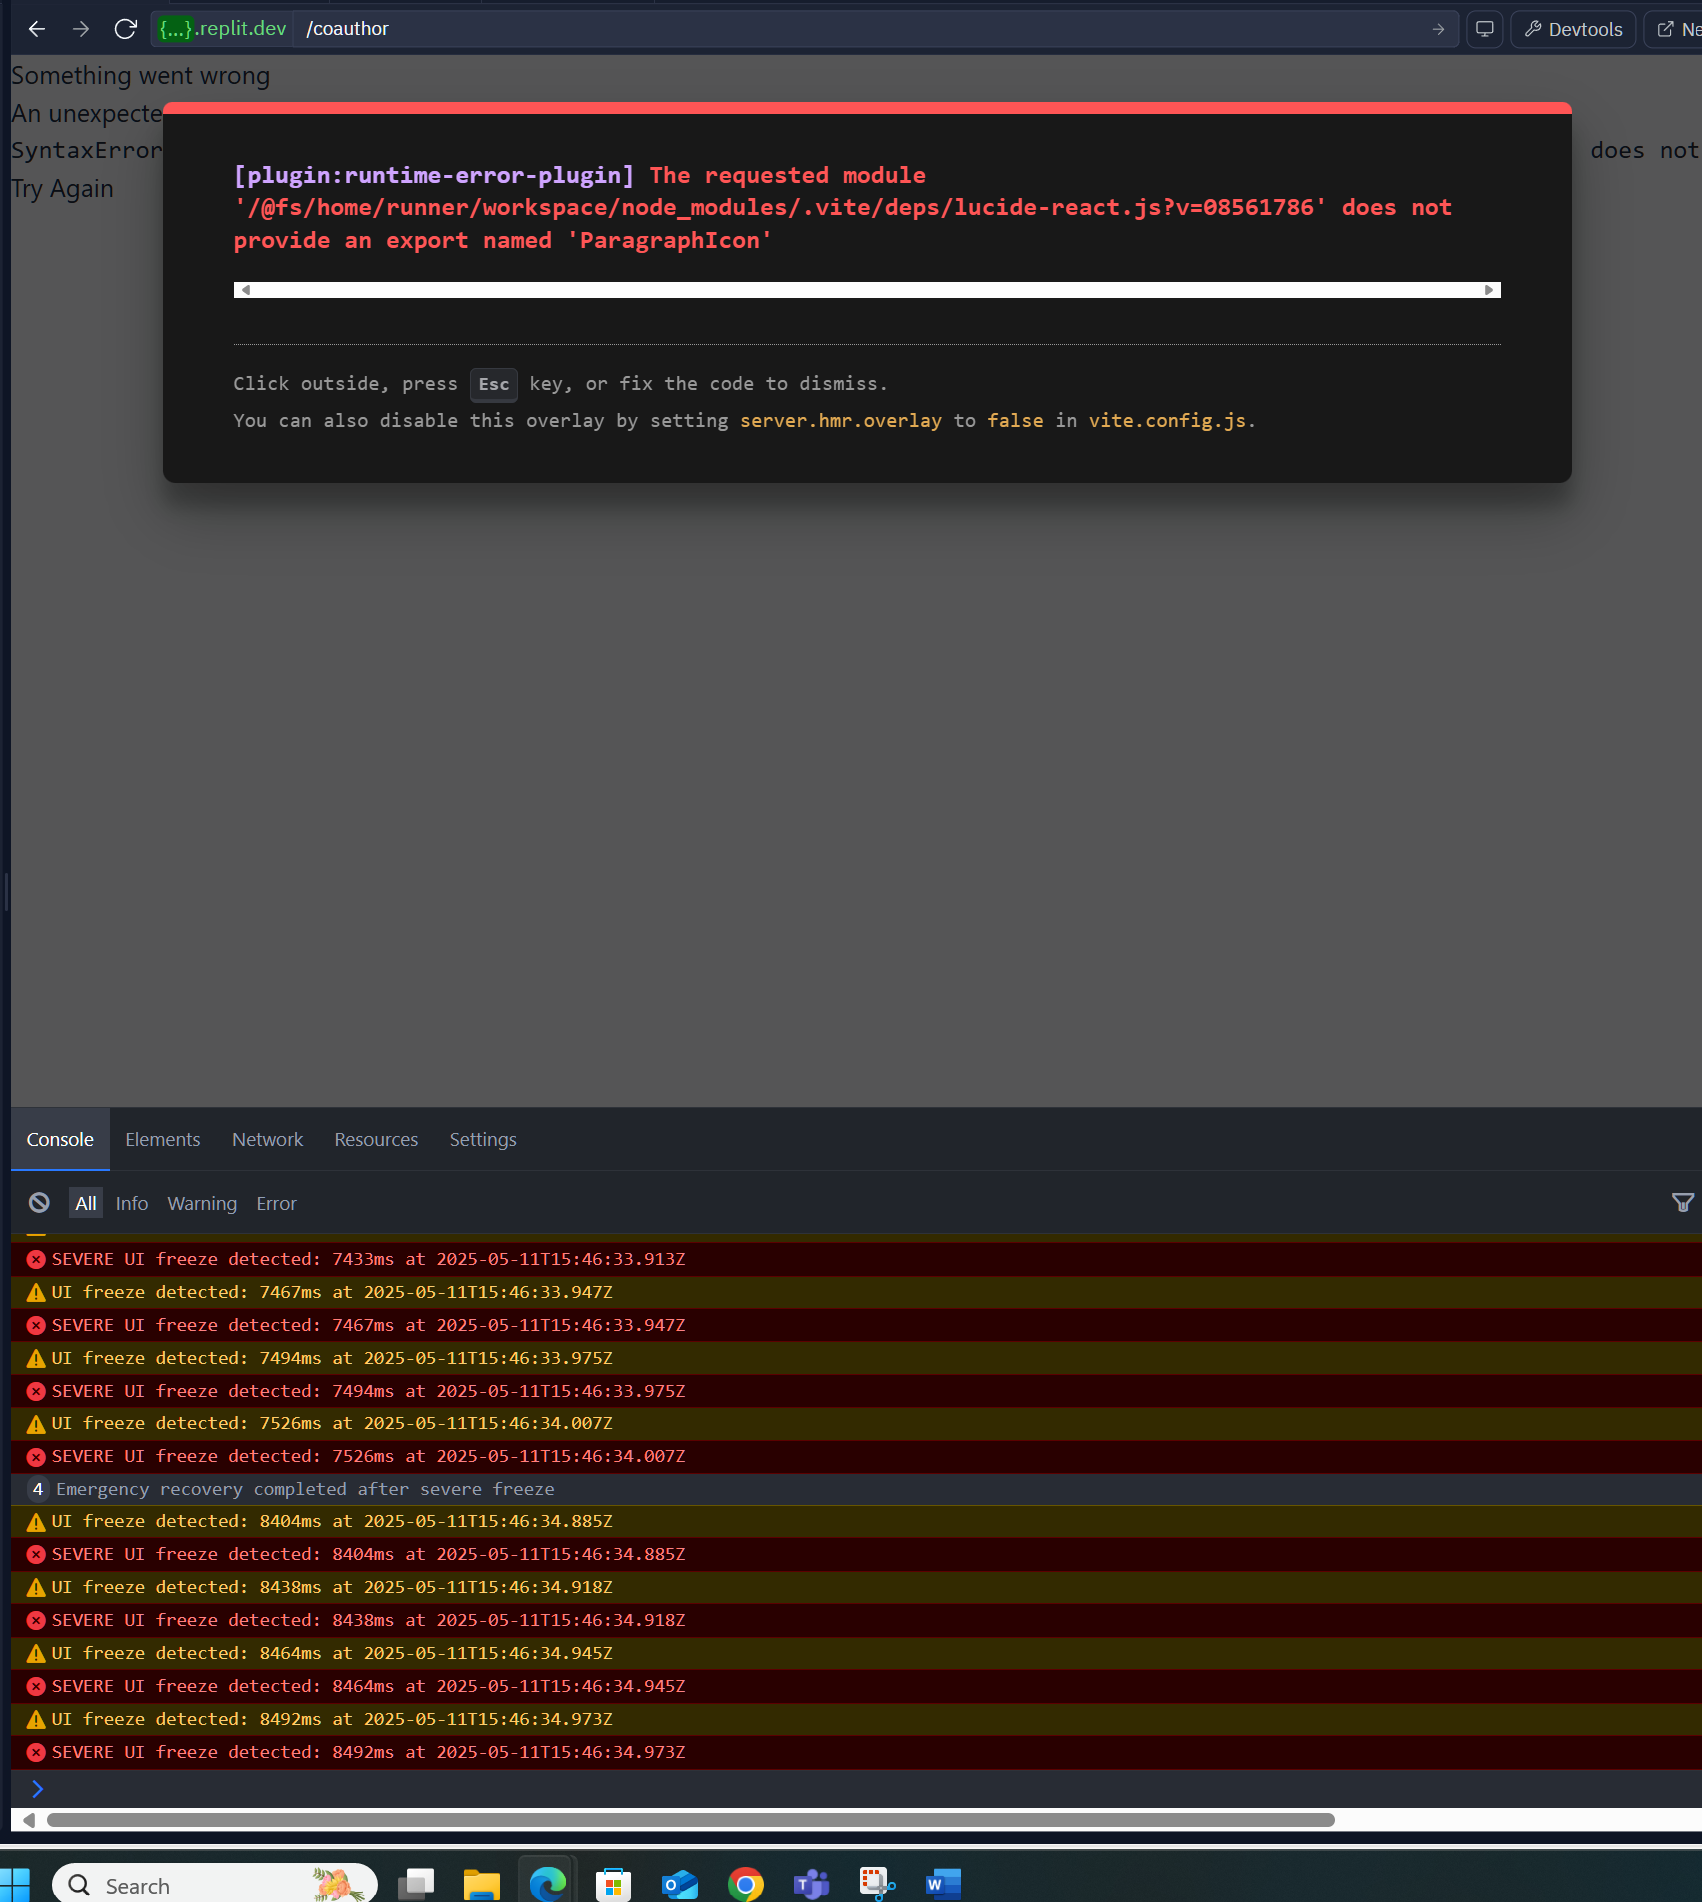 {...}.replit.dev /coauthor
Devtools
Ne
Something went wrong
An unexpecte
SyntaxError
does not
Try Again
[plugin:runtime-error-plugin] The requested module
'/@fs/home/runner/workspace/node_modules/.vite/deps/lucide-react.js?v=08561786' does not
provide an export named 'ParagraphIcon'
Click outside, press Esc key, or fix the code to dismiss.
You can also disable this overlay by setting server.hmr.overlay to false in vite.config.js.
Console Elements Network Resources Settings
All Info Warning Error
SEVERE UI freeze detected: 7433ms at 2025-05-11T15:46:33.913Z
UI freeze detected: 7467ms at 2025-05-11T15:46:33.947Z
SEVERE UI freeze detected: 7467ms at 2025-05-11T15:46:33.947Z
UI freeze detected: 7494ms at 2025-05-11T15:46:33.975Z
SEVERE UI freeze detected: 7494ms at 2025-05-11T15:46:33.975Z
UI freeze detected: 7526ms at 2025-05-11T15:46:34.007Z
SEVERE UI freeze detected: 7526ms at 2025-05-11T15:46:34.007Z
4 Emergency recovery completed after severe freeze
UI freeze detected: 8404ms at 2025-05-11T15:46:34.885Z
SEVERE UI freeze detected: 8404ms at 2025-05-11T15:46:34.885Z
UI freeze detected: 8438ms at 2025-05-11T15:46:34.918Z
SEVERE UI freeze detected: 8438ms at 2025-05-11T15:46:34.918Z
UI freeze detected: 8464ms at 2025-05-11T15:46:34.945Z
SEVERE UI freeze detected: 8464ms at 2025-05-11T15:46:34.945Z
UI freeze detected: 8492ms at 2025-05-11T15:46:34.973Z
SEVERE UI freeze detected: 8492ms at 2025-05-11T15:46:34.973Z
Search